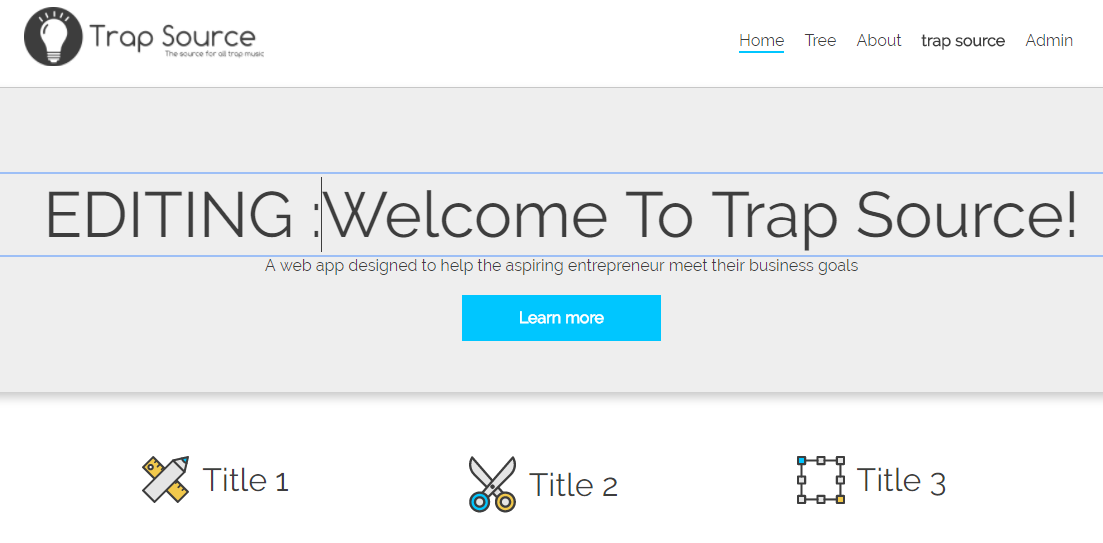 Trap Source
The source for all trap music
Home Tree About trap source Admin
EDITING :Welcome To Trap Source!
A web app designed to help the aspiring entrepreneur meet their business goals
Learn more
Title 1 Title 2 Title 3